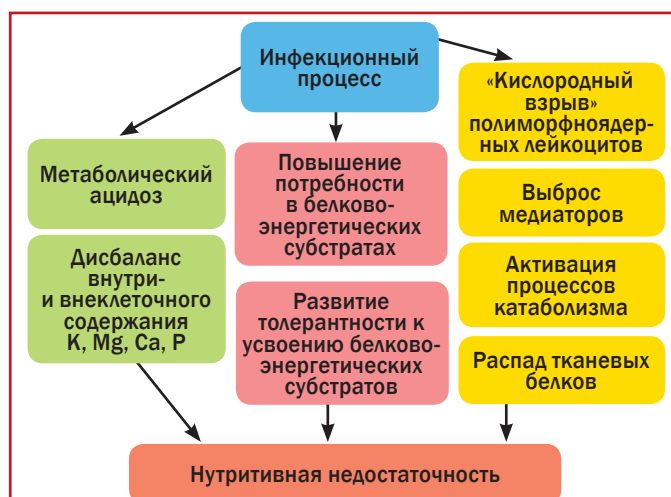 Инфекционный
процесс
Метаболический
ацидоз
Дисбаланс
внутри-
и внеклеточного
содержания
K, Mg, Ca, P
Повышение
потребности
в белково-
энергетических
субстратах
Развитие
толерантности к
усвоению белково-
энергетических
субстратов
«Кислородный
взрыв»
полиморфноядер-
ных лейкоцитов
Выброс
медиаторов
Активация
процессов
катаболизма
Распад тканевых
белков
Нутритивная недостаточность